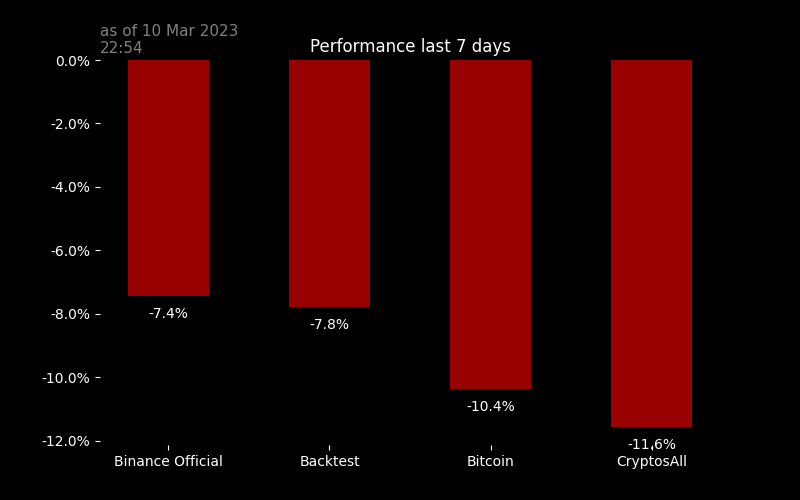 as of 10 Mar 2023
22:54
Performance last 7 days
0.0%
-2.0%
-4.0%
-6.0%
-8.0%
-10.0%
-12.0%
-7.4%
-7.8%
-10.4%
-11.6%
Binance Official
Backtest
Bitcoin
CryptosAll